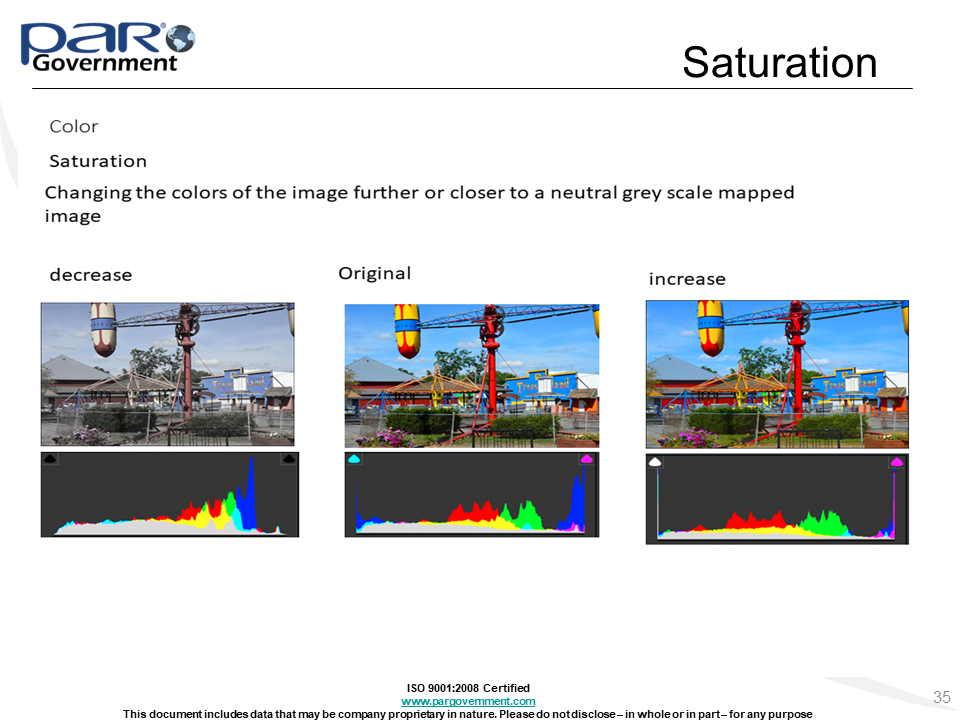 PAR®
Government
Saturation
Color
Saturation
Changing the colors of the image further or closer to a neutral grey scale mapped
image
decrease
Original
increase
ISO 9001:2008 Certified
www.pargovernment.com
This document includes data that may be company proprietary in nature. Please do not disclose – in whole or in part – for any purpose
35